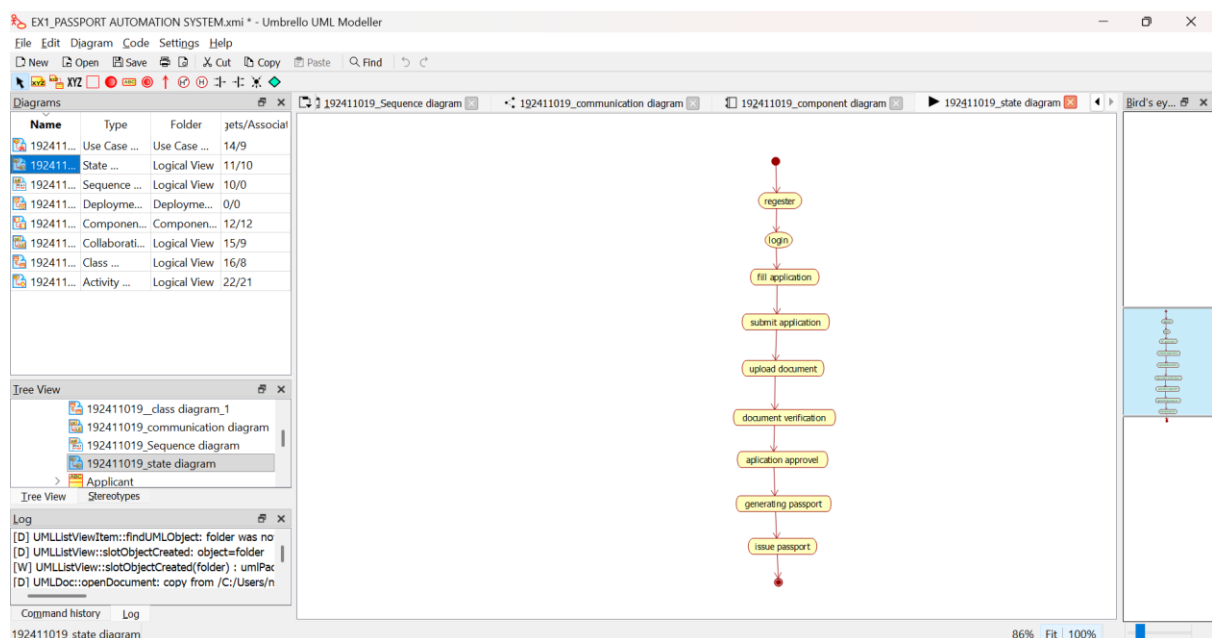 EX1_PASSPORT AUTOMATION SYSTEM.xmi * - Umbrello UML Modeller
File Edit Diagram Code Settings Help
New Open Save Cut Copy Paste Find
XYZ XYZ
Diagrams
192411019_Sequence diagram 192411019_communication diagram 192411019_component diagram 192411019_state diagram
Bird's ey...
Name Type Folder gets/Associat
192411... Use Case ... Use Case ... 14/9
192411... State ... Logical View 11/10
192411... Sequence ... Logical View 10/0
192411... Deployme... Deployme... 0/0
192411... Componen... Componen... 12/12
192411... Collaborati... Logical View 15/9
192411... Class ... Logical View 16/8
192411... Activity ... Logical View 22/21
regester
login
fill application
submit application
upload document
document verification
aplication approvel
generating passport
issue passport
Tree View
192411019__class diagram_1
192411019_communication diagram
192411019_Sequence diagram
192411019_state diagram
Applicant
Tree View Stereotypes
Log
[D] UMLListViewItem::findUMLObject: folder was no
[D] UMLListView::slotObjectCreated: object=folder
[W] UMLListView::slotObjectCreated(folder) : umlPac
[D] UMLDoc::openDocument: copy from /C:/Users/n
Command history Log
192411019_state diagram
86% Fit 100%